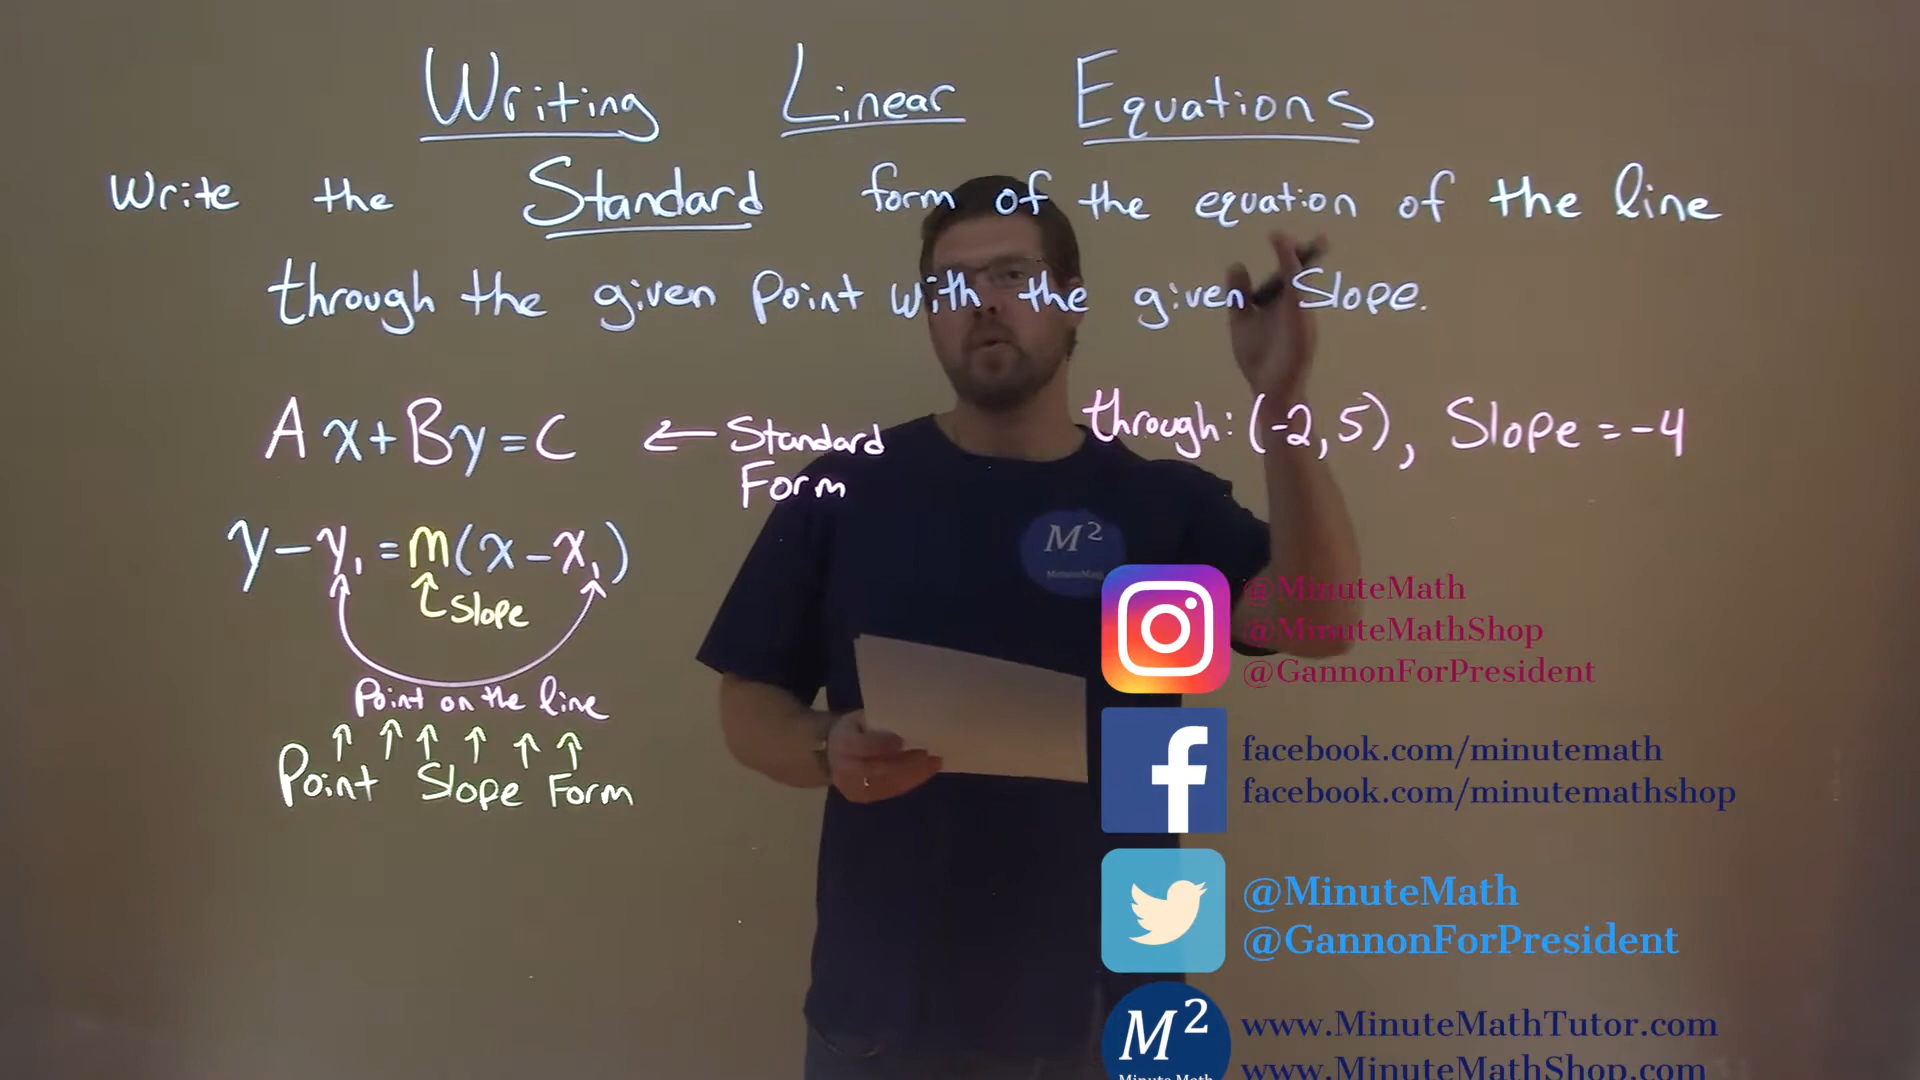 Writing Linear Equations
Write the Standard form of the equation of the line
through the given point with the given Slope.
Ax+By=C ← Standard Form
through: (-2,5), Slope = -4
y-y₁=m(x-x₁)
Slope
Point on the line
↑ ↑ ↑ ↑ ↑ ↑
Point Slope Form
M²
MinuteMath
@MinuteMath
@MinuteMathShop
@GannonForPresident
f
facebook.com/minutemath
facebook.com/minutemathshop
@MinuteMath
@GannonForPresident
M²
Minute Math
www.MinuteMathTutor.com
www.MinuteMathShop.com